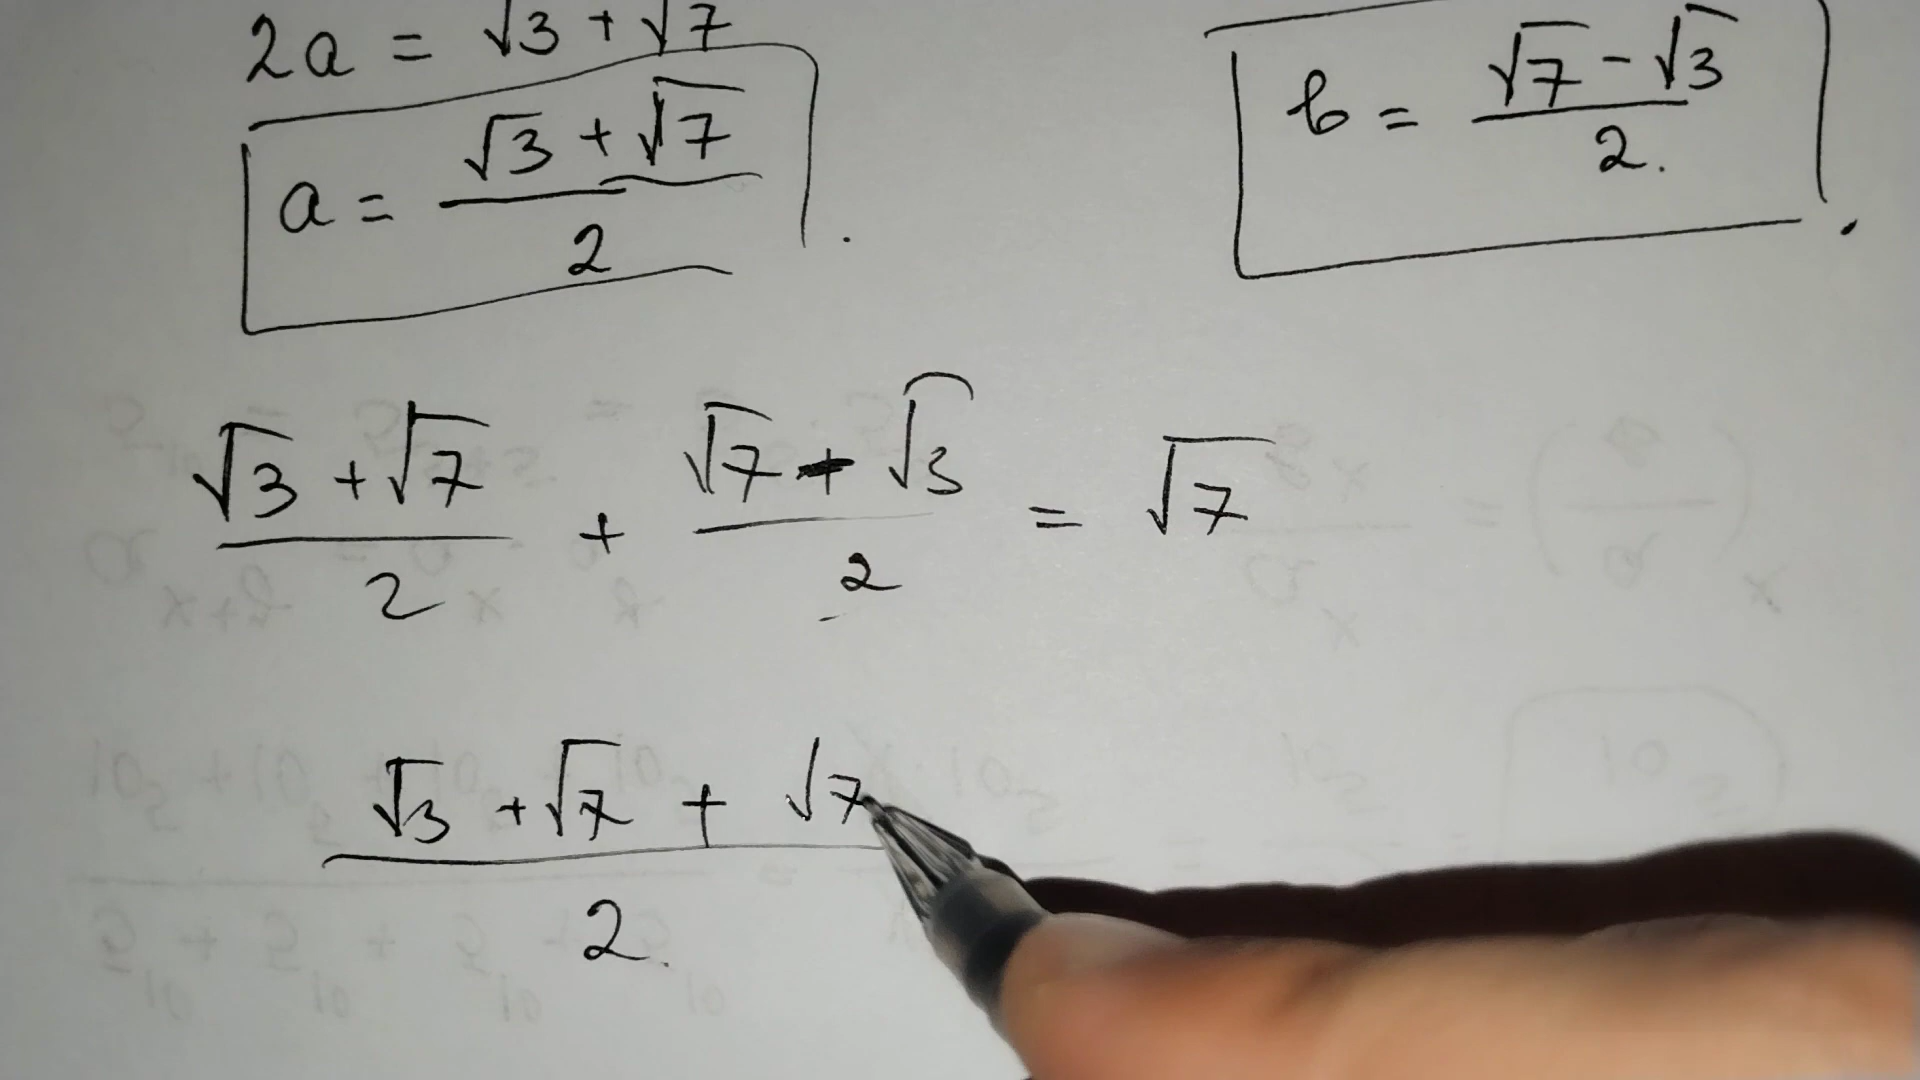 2a = √3 + √7
a = (√3 + √7)/2 .
b = (√7 - √3)/2. .
(√3 + √7)/2 + (√7 - √3)/2 = √7
(√3 + √7 + √7)/2.